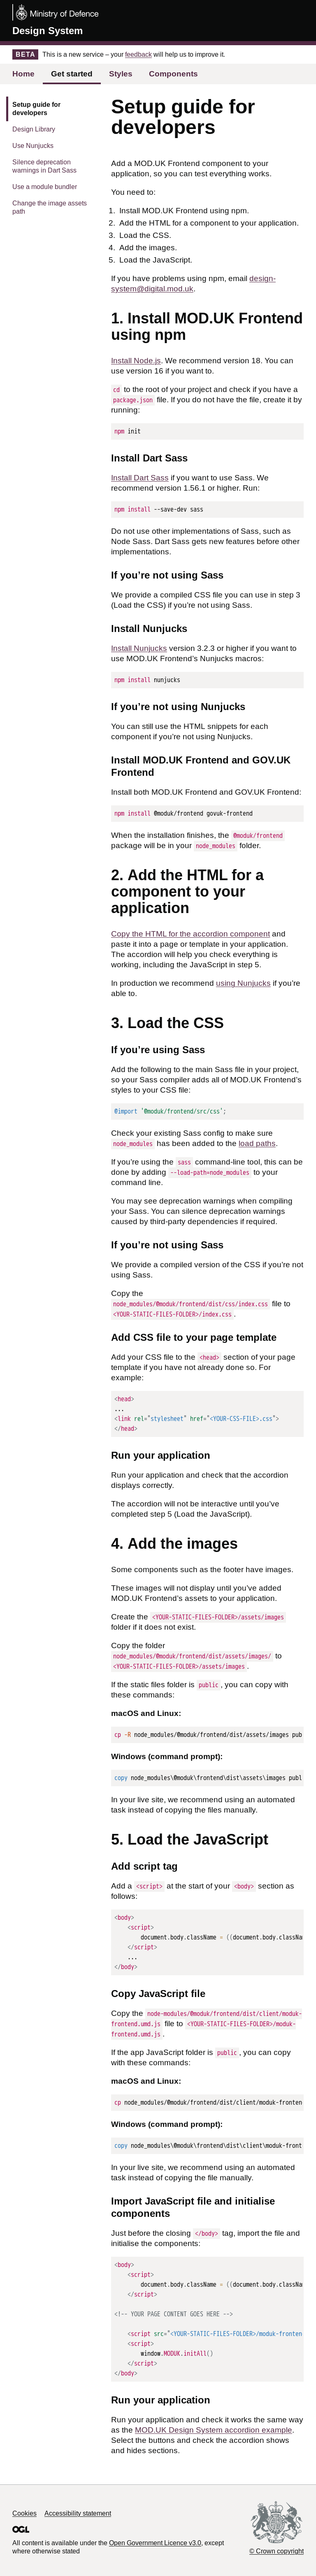 Ministry of Defence
Design System
BETA This is a new service – your feedback will help us to improve it.
Home Get started Styles Components
Setup guide for
developers
Design Library
Use Nunjucks
Silence deprecation
warnings in Dart Sass
Use a module bundler
Change the image assets
path
Setup guide for
developers
Add a MOD.UK Frontend component to your
application, so you can test everything works.
You need to:
1. Install MOD.UK Frontend using npm.
2. Add the HTML for a component to your application.
3. Load the CSS.
4. Add the images.
5. Load the JavaScript.
If you have problems using npm, email design-
system@digital.mod.uk.
1. Install MOD.UK Frontend
using npm
Install Node.js. We recommend version 18. You can
use version 16 if you want to.
cd to the root of your project and check if you have a
package.json file. If you do not have the file, create it by
running:
npm init
Install Dart Sass
Install Dart Sass if you want to use Sass. We
recommend version 1.56.1 or higher. Run:
npm install --save-dev sass
Do not use other implementations of Sass, such as
Node Sass. Dart Sass gets new features before other
implementations.
If you’re not using Sass
We provide a compiled CSS file you can use in step 3
(Load the CSS) if you’re not using Sass.
Install Nunjucks
Install Nunjucks version 3.2.3 or higher if you want to
use MOD.UK Frontend’s Nunjucks macros:
npm install nunjucks
If you’re not using Nunjucks
You can still use the HTML snippets for each
component if you’re not using Nunjucks.
Install MOD.UK Frontend and GOV.UK
Frontend
Install both MOD.UK Frontend and GOV.UK Frontend:
npm install @moduk/frontend govuk-frontend
When the installation finishes, the @moduk/frontend
package will be in your node_modules folder.
2. Add the HTML for a
component to your
application
Copy the HTML for the accordion component and
paste it into a page or template in your application.
The accordion will help you check everything is
working, including the JavaScript in step 5.
In production we recommend using Nunjucks if you’re
able to.
3. Load the CSS
If you’re using Sass
Add the following to the main Sass file in your project,
so your Sass compiler adds all of MOD.UK Frontend’s
styles to your CSS file:
@import '@moduk/frontend/src/css';
Check your existing Sass config to make sure
node_modules has been added to the load paths.
If you’re using the sass command-line tool, this can be
done by adding --load-path=node_modules to your
command line.
You may see deprecation warnings when compiling
your Sass. You can silence deprecation warnings
caused by third-party dependencies if required.
If you’re not using Sass
We provide a compiled version of the CSS if you’re not
using Sass.
Copy the
node_modules/@moduk/frontend/dist/css/index.css file to
<YOUR-STATIC-FILES-FOLDER>/index.css.
Add CSS file to your page template
Add your CSS file to the <head> section of your page
template if you have not already done so. For
example:
<head>
...
<link rel="stylesheet" href="<YOUR-CSS-FILE>.css">
</head>
Run your application
Run your application and check that the accordion
displays correctly.
The accordion will not be interactive until you’ve
completed step 5 (Load the JavaScript).
4. Add the images
Some components such as the footer have images.
These images will not display until you’ve added
MOD.UK Frontend’s assets to your application.
Create the <YOUR-STATIC-FILES-FOLDER>/assets/images
folder if it does not exist.
Copy the folder
node_modules/@moduk/frontend/dist/assets/images/ to
<YOUR-STATIC-FILES-FOLDER>/assets/images.
If the static files folder is public, you can copy with
these commands:
macOS and Linux:
cp -R node_modules/@moduk/frontend/dist/assets/images pub
Windows (command prompt):
copy node_modules\@moduk\frontend\dist\assets\images publ
In your live site, we recommend using an automated
task instead of copying the files manually.
5. Load the JavaScript
Add script tag
Add a <script> at the start of your <body> section as
follows:
<body>
<script>
document.body.className = ((document.body.classNa
</script>
...
</body>
Copy JavaScript file
Copy the node-modules/@moduk/frontend/dist/client/moduk-
frontend.umd.js file to <YOUR-STATIC-FILES-FOLDER>/moduk-
frontend.umd.js.
If the app JavaScript folder is public, you can copy
with these commands:
macOS and Linux:
cp node_modules/@moduk/frontend/dist/client/moduk-fronten
Windows (command prompt):
copy node_modules\@moduk\frontend\dist\client\moduk-front
In your live site, we recommend using an automated
task instead of copying the file manually.
Import JavaScript file and initialise
components
Just before the closing </body> tag, import the file and
initialise the components:
<body>
<script>
document.body.className = ((document.body.classNa
</script>
<!-- YOUR PAGE CONTENT GOES HERE -->
<script src="<YOUR-STATIC-FILES-FOLDER>/moduk-fronten
<script>
window.MODUK.initAll()
</script>
</body>
Run your application
Run your application and check it works the same way
as the MOD.UK Design System accordion example.
Select the buttons and check the accordion shows
and hides sections.
Cookies Accessibility statement
OGL
All content is available under the Open Government Licence v3.0, except
where otherwise stated
© Crown copyright